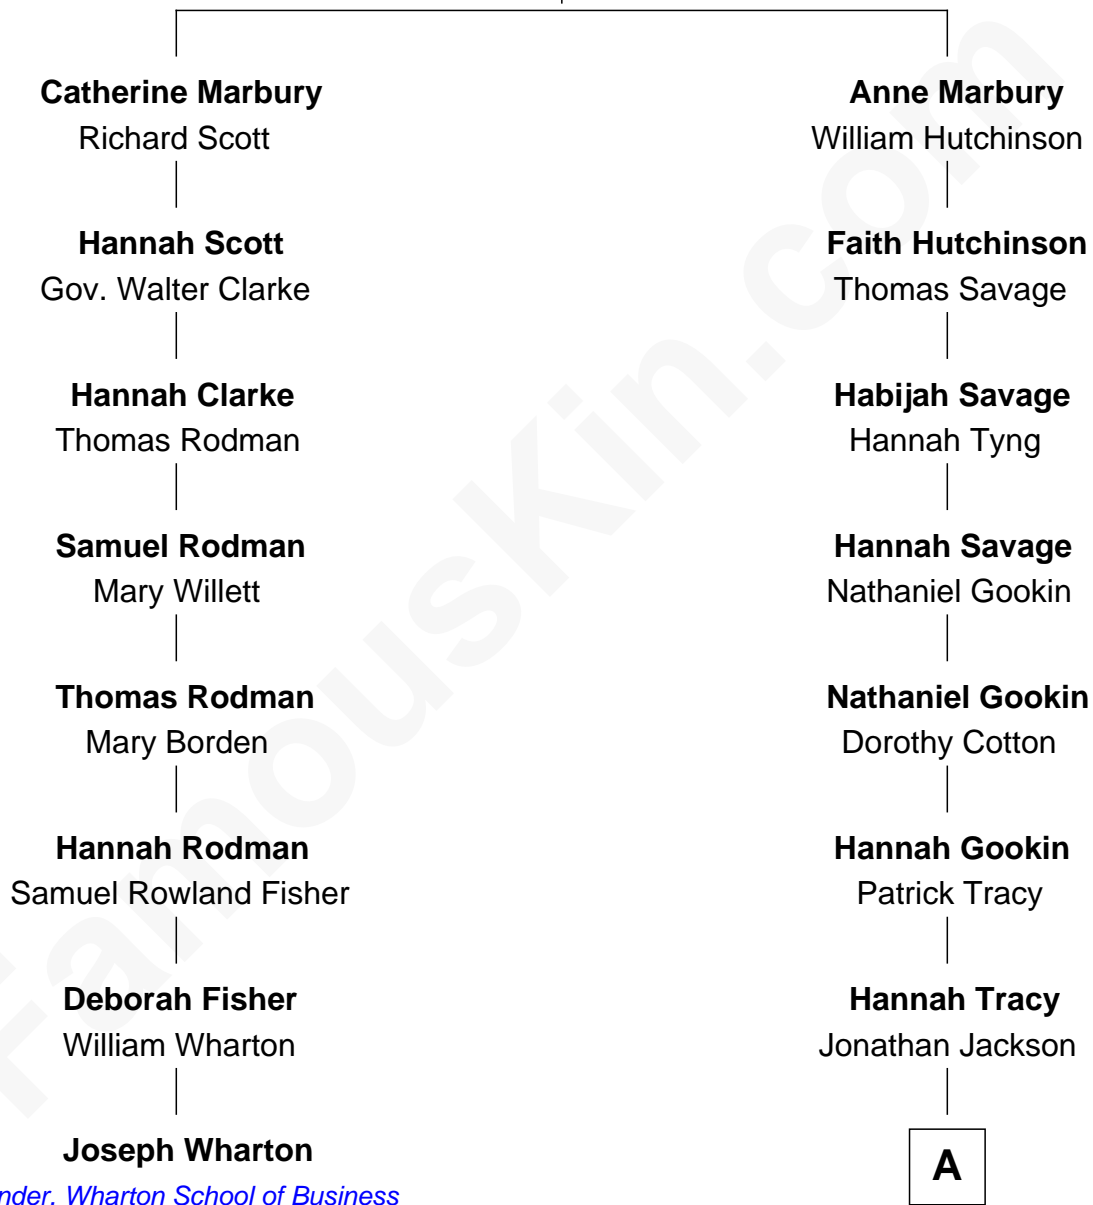 Catherine Marbury
Richard Scott
Hannah Scott
Gov. Walter Clarke
Hannah Clarke
Thomas Rodman
Samuel Rodman
Mary Willett
Thomas Rodman
Mary Borden
Hannah Rodman
Samuel Rowland Fisher
Deborah Fisher
William Wharton
Joseph Wharton
nder, Wharton School of Business
Anne Marbury
William Hutchinson
Faith Hutchinson
Thomas Savage
Habijah Savage
Hannah Tyng
Hannah Savage
Nathaniel Gookin
Nathaniel Gookin
Dorothy Cotton
Hannah Gookin
Patrick Tracy
Hannah Tracy
Jonathan Jackson
A
FamousKin.com